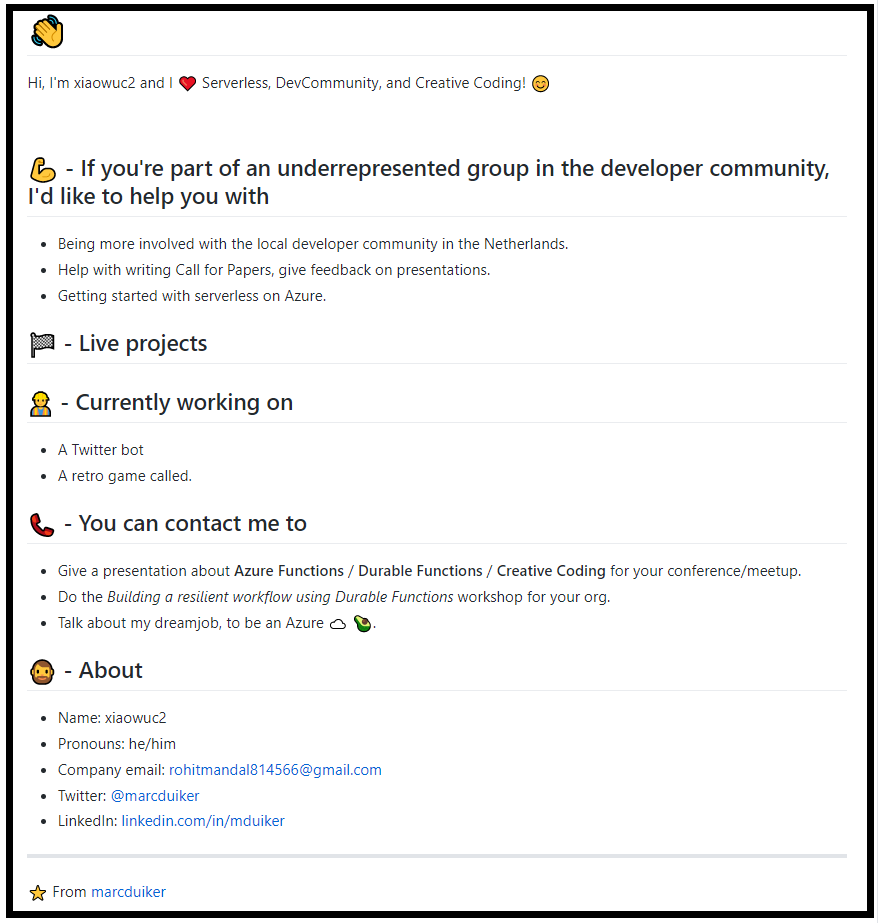 👋
Hi, I'm xiaowuc2 and I ❤️ Serverless, DevCommunity, and Creative Coding! 😊
💪 - If you're part of an underrepresented group in the developer community,
I'd like to help you with
• Being more involved with the local developer community in the Netherlands.
• Help with writing Call for Papers, give feedback on presentations.
• Getting started with serverless on Azure.
🏁 - Live projects
👷 - Currently working on
• A Twitter bot
• A retro game called.
📞 - You can contact me to
• Give a presentation about Azure Functions / Durable Functions / Creative Coding for your conference/meetup.
• Do the Building a resilient workflow using Durable Functions workshop for your org.
• Talk about my dreamjob, to be an Azure ☁️ 🥑.
🧔 - About
• Name: xiaowuc2
• Pronouns: he/him
• Company email: rohitmandal814566@gmail.com
• Twitter: @marcduiker
• LinkedIn: linkedin.com/in/mduiker
⭐ From marcduiker